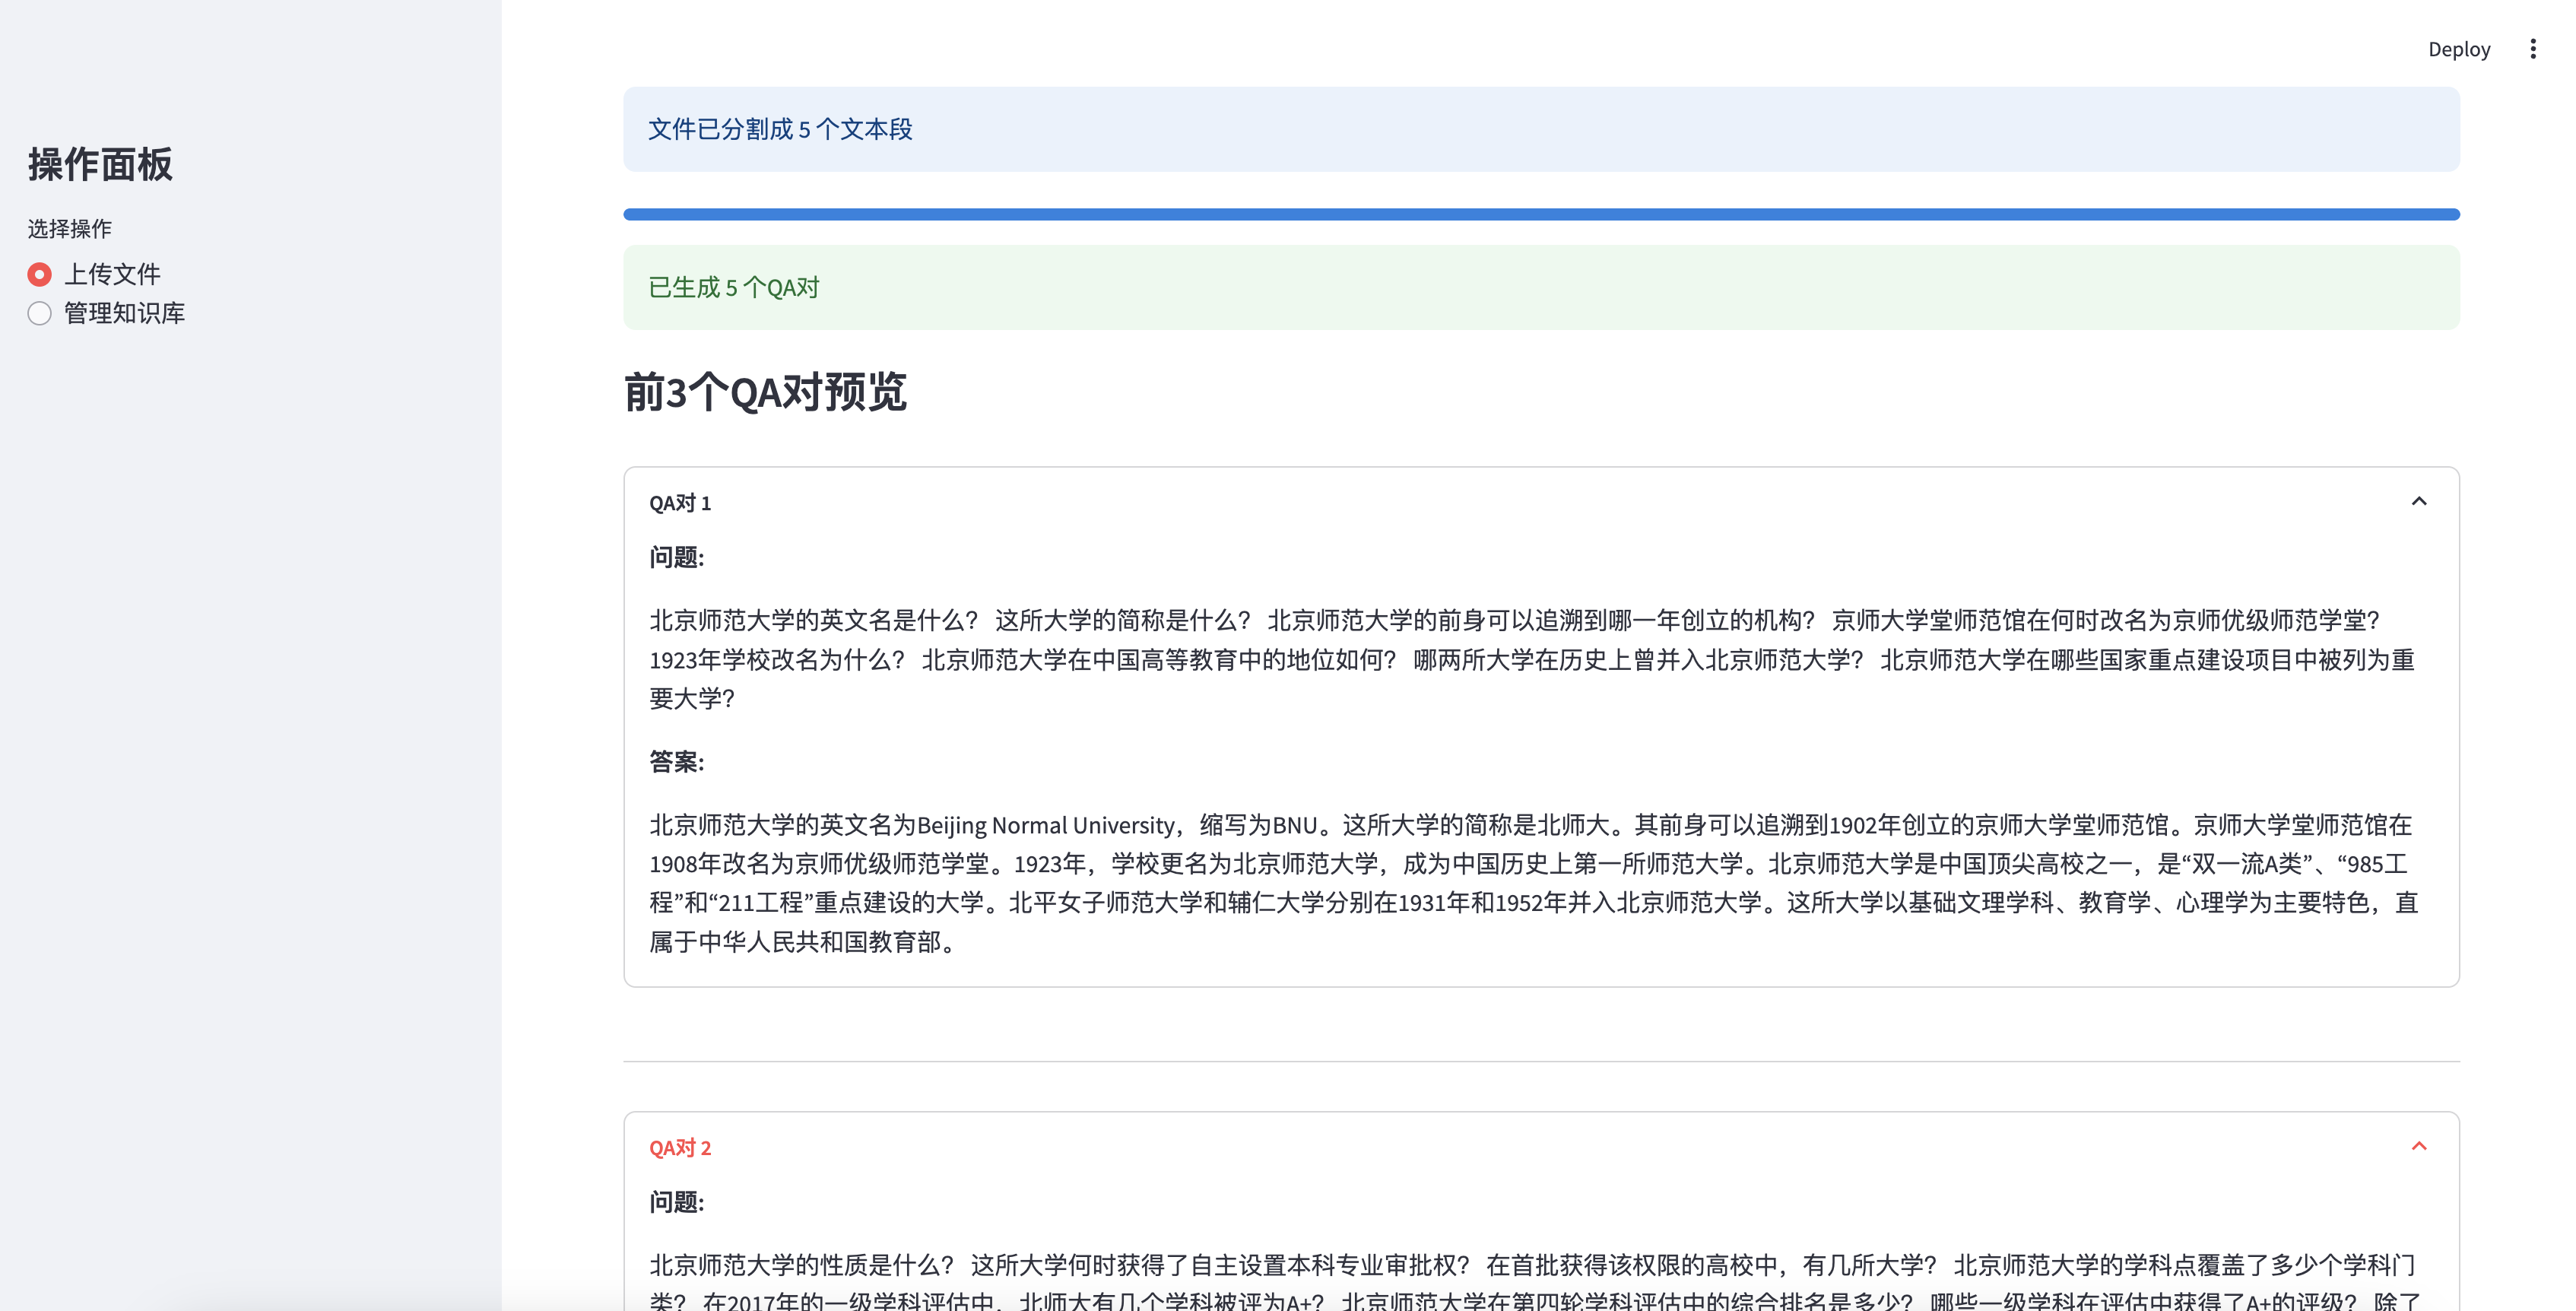 Deploy
操作面板
选择操作
上传文件
管理知识库
文件已分割成 5 个文本段
已生成 5 个QA对
前3个QA对预览
QA对 1
问题:
北京师范大学的英文名是什么？ 这所大学的简称是什么？ 北京师范大学的前身可以追溯到哪一年创立的机构？ 京师大学堂师范馆在何时改名为京师优级师范学堂？
1923年学校改名为什么？ 北京师范大学在中国高等教育中的地位如何？ 哪两所大学在历史上曾并入北京师范大学？ 北京师范大学在哪些国家重点建设项目中被列为重
要大学？
答案:
北京师范大学的英文名为Beijing Normal University，缩写为BNU。这所大学的简称是北师大。其前身可以追溯到1902年创立的京师大学堂师范馆。京师大学堂师范馆在
1908年改名为京师优级师范学堂。1923年，学校更名为北京师范大学，成为中国历史上第一所师范大学。北京师范大学是中国顶尖高校之一，是“双一流A类”、“985工
程”和“211工程”重点建设的大学。北平女子师范大学和辅仁大学分别在1931年和1952年并入北京师范大学。这所大学以基础文理学科、教育学、心理学为主要特色，直
属于中华人民共和国教育部。
QA对 2
问题:
北京师范大学的性质是什么？ 这所大学何时获得了自主设置本科专业审批权？ 在首批获得该权限的高校中，有几所大学？ 北京师范大学的学科点覆盖了多少个学科门
类？ 在2017年的一级学科评估中，北师大有几个学科被评为A+？ 北京师范大学在第四轮学科评估中的综合排名是多少？ 哪些一级学科在评估中获得了A+的评级？ 除了